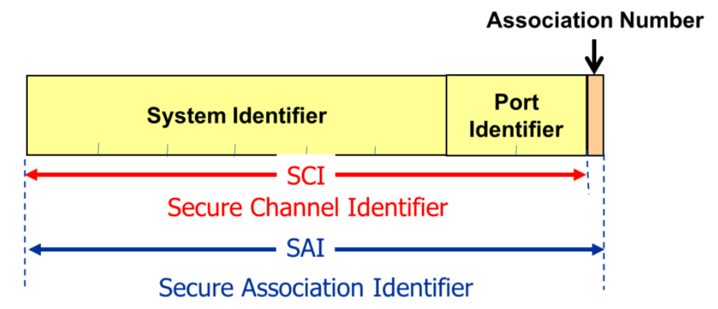 Association Number
System Identifier
Port
Identifier
SCI
Secure Channel Identifier
SAI
Secure Association Identifier